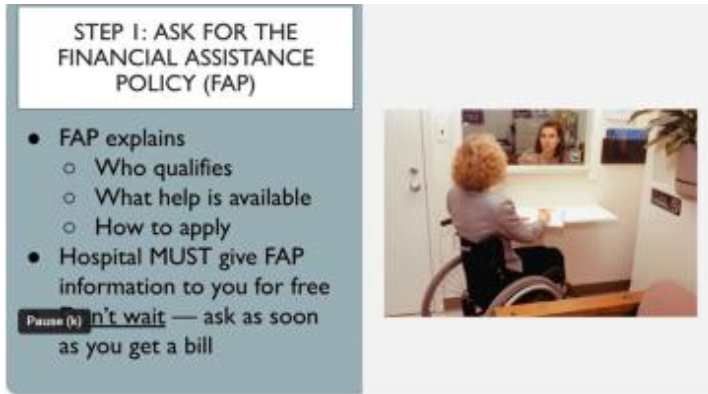 STEP 1: ASK FOR THE
FINANCIAL ASSISTANCE
POLICY (FAP)
● FAP explains
○ Who qualifies
○ What help is available
○ How to apply
● Hospital MUST give FAP
information to you for free
Pause (k) n't wait — ask as soon
as you get a bill